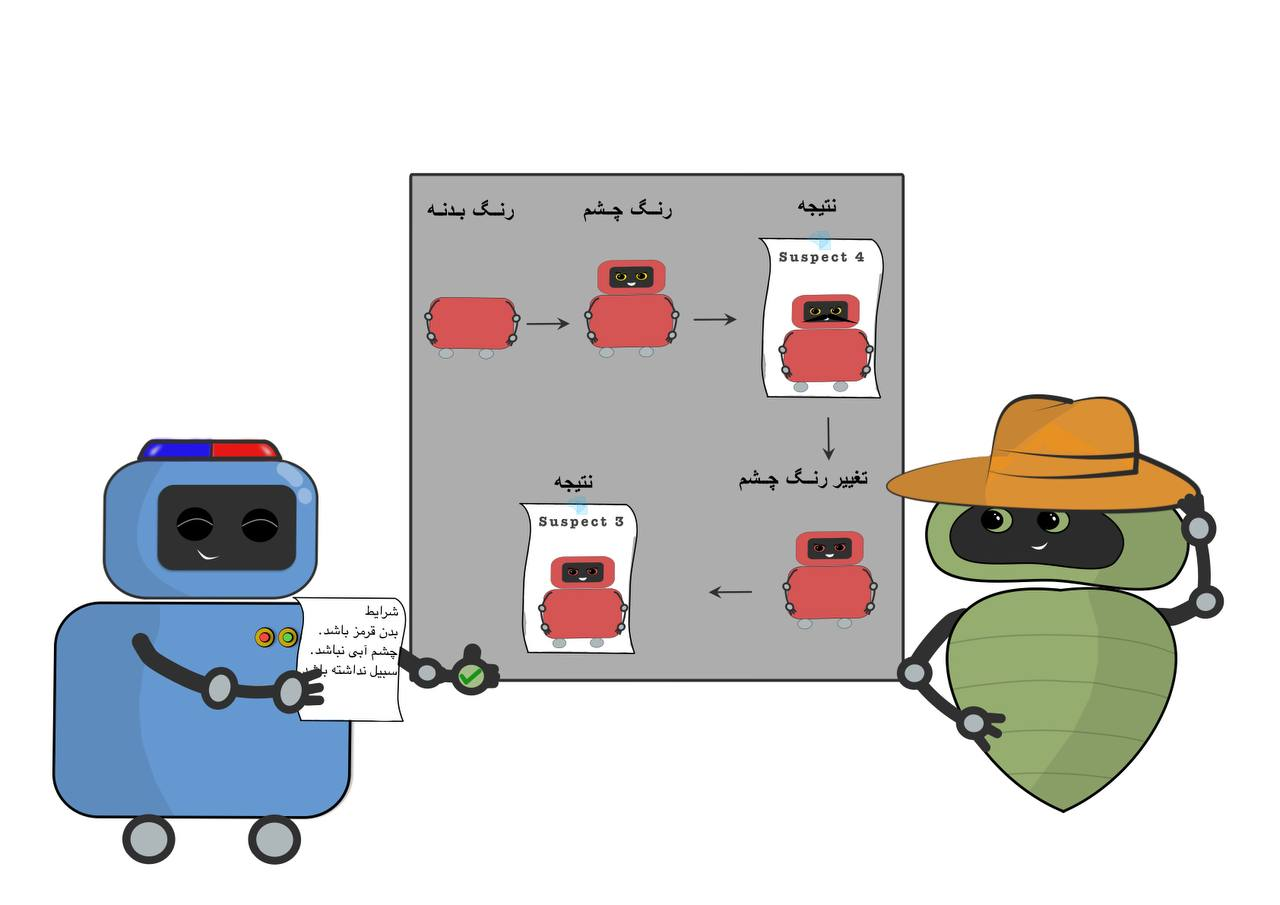 رنگ بدنه
رنگ چشم
نتیجه
Suspect 4
تغییر رنگ چشم
نتیجه
Suspect 3
شرایط
بدن قرمز باشد.
چشم آبی نباشد.
سبیل نداشته باشد